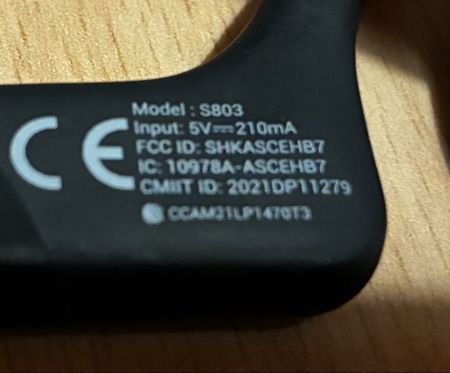 Model : S803
Input: 5V⎓210mA
FCC ID: SHKASCEHB7
IC: 10978A-ASCEHB7
CMIIT ID: 2021DP11279
CCAM21LP1470T3
CE